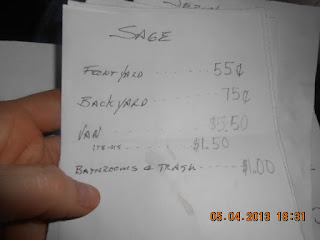 SAGE
FRONT YARD ..... 55¢
BACKYARD ..... 75¢
VAN ..... $3.50
ITEMS ..... $1.50
BATHROOMS & TRASH .... $1.00
05.04.2013 16:31